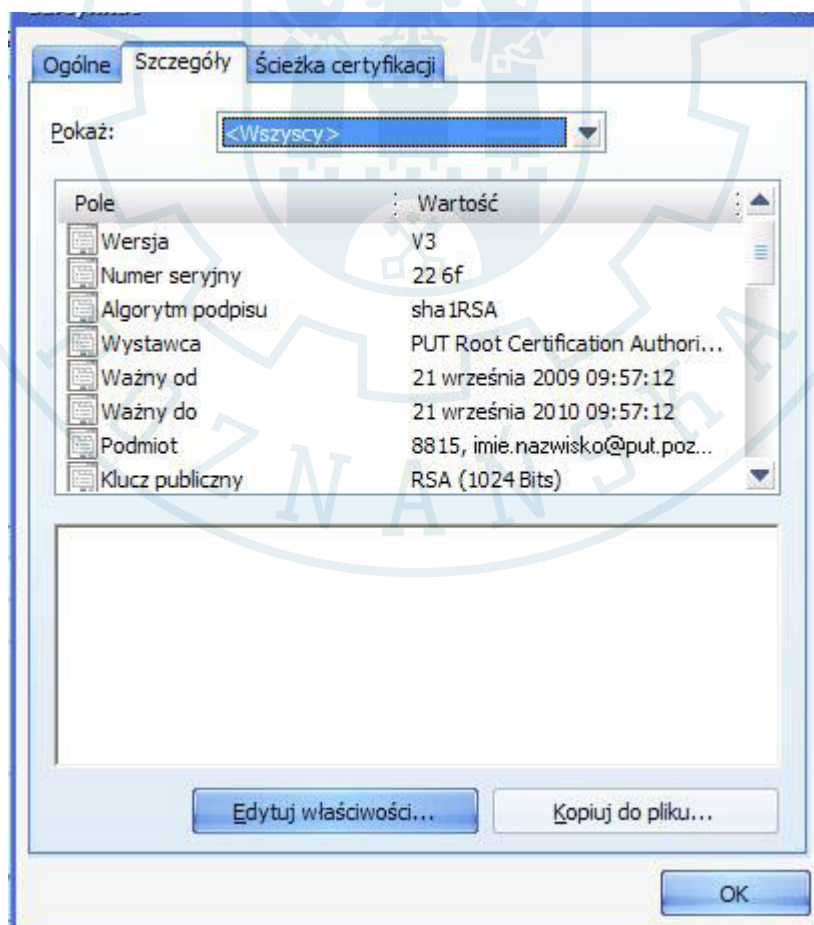 Ogólne Szczegóły Ścieżka certyfikacji
Pokaż: <Wszyscy>
Pole Wartość
Wersja V3
Numer seryjny 22 6f
Algorytm podpisu sha1RSA
Wystawca PUT Root Certification Authori...
Ważny od 21 września 2009 09:57:12
Ważny do 21 września 2010 09:57:12
Podmiot 8815, imie.nazwisko@put.poz...
Klucz publiczny RSA (1024 Bits)
POZNAŃSKA
Edytuj właściwości... Kopiuj do pliku...
OK